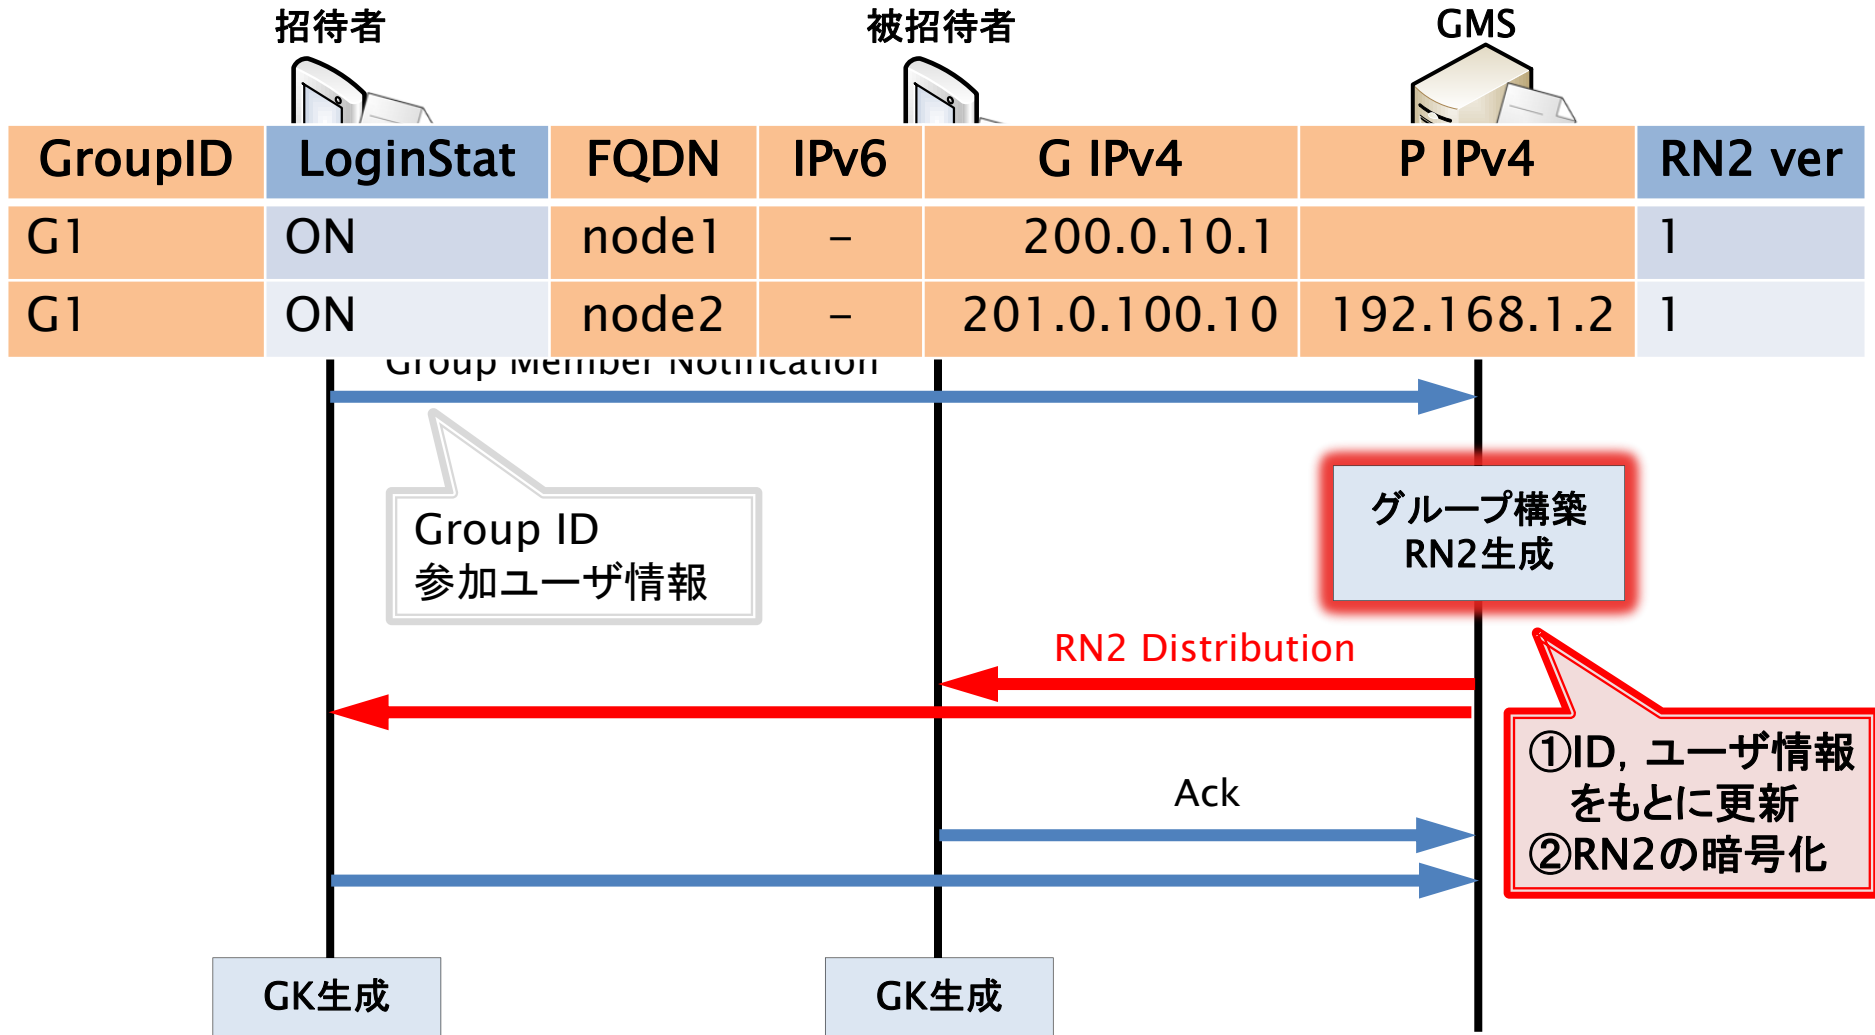 招待者
被招待者
GMS
GroupID LoginStat FQDN IPv6 G IPv4 P IPv4 RN2 ver
G1 ON node1 – 200.0.10.1 1
G1 ON node2 – 201.0.100.10 192.168.1.2 1
Group Member Notification
Group ID
参加ユーザ情報
グループ構築
RN2生成
RN2 Distribution
①ID, ユーザ情報
をもとに更新
②RN2の暗号化
Ack
GK生成
GK生成